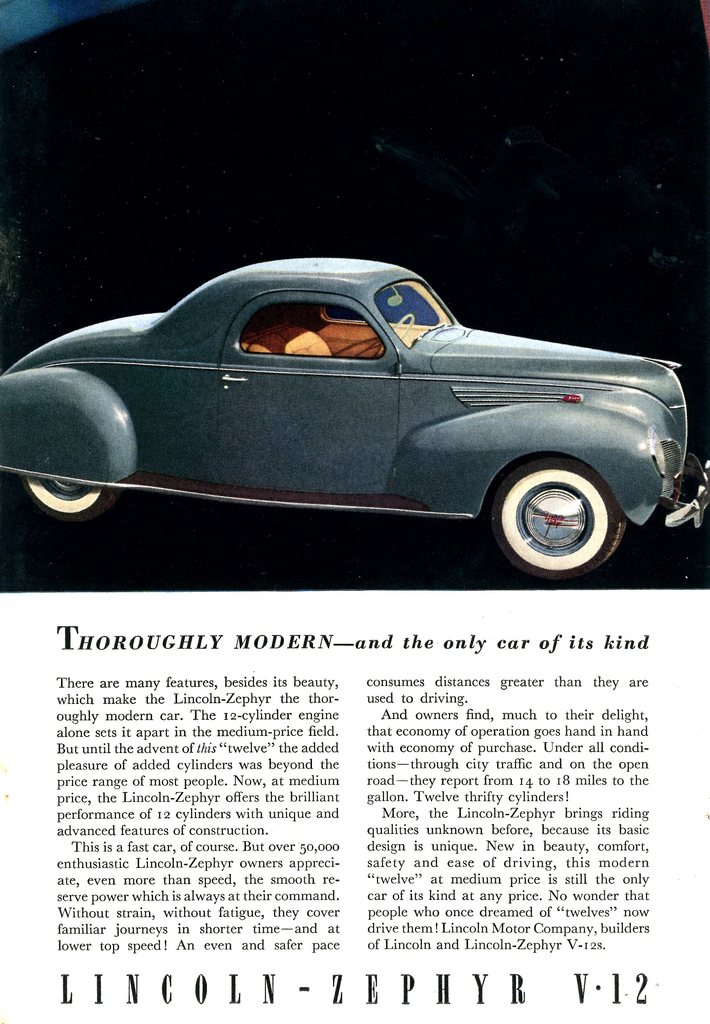 THOROUGHLY MODERN—and the only car of its kind
There are many features, besides its beauty,
which make the Lincoln-Zephyr the thor-
oughly modern car. The 12-cylinder engine
alone sets it apart in the medium-price field.
But until the advent of this “twelve” the added
pleasure of added cylinders was beyond the
price range of most people. Now, at medium
price, the Lincoln-Zephyr offers the brilliant
performance of 12 cylinders with unique and
advanced features of construction.
This is a fast car, of course. But over 50,000
enthusiastic Lincoln-Zephyr owners appreci-
ate, even more than speed, the smooth re-
serve power which is always at their command.
Without strain, without fatigue, they cover
familiar journeys in shorter time—and at
lower top speed! An even and safer pace
consumes distances greater than they are
used to driving.
And owners find, much to their delight,
that economy of operation goes hand in hand
with economy of purchase. Under all condi-
tions—through city traffic and on the open
road—they report from 14 to 18 miles to the
gallon. Twelve thrifty cylinders!
More, the Lincoln-Zephyr brings riding
qualities unknown before, because its basic
design is unique. New in beauty, comfort,
safety and ease of driving, this modern
“twelve” at medium price is still the only
car of its kind at any price. No wonder that
people who once dreamed of “twelves” now
drive them! Lincoln Motor Company, builders
of Lincoln and Lincoln-Zephyr V-12s.
LINCOLN-ZEPHYR V·12